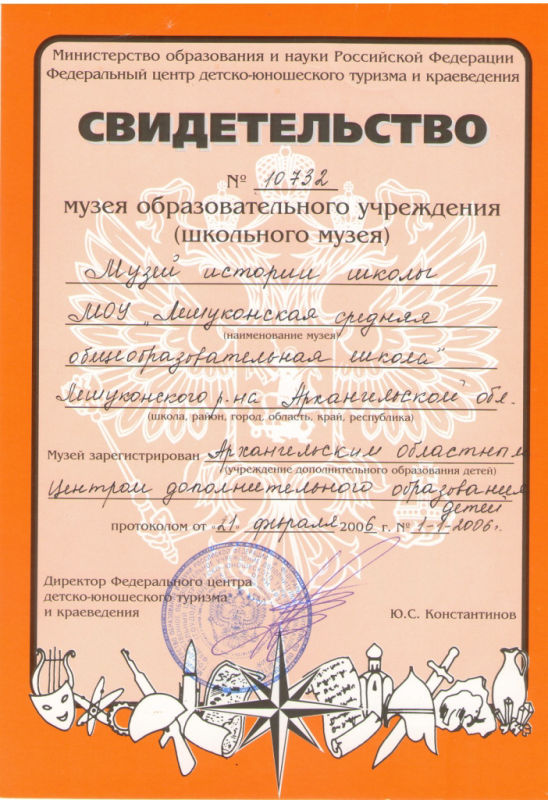 Министерство образования и науки Российской Федерации
Федеральный центр детско-юношеского туризма и краеведения
СВИДЕТЕЛЬСТВО
№ 10732
музея образовательного учреждения
(школьного музея)
Музей истории школы
МОУ „Лешуконская средняя
(наименование музея)
общеобразовательная школа"
Лешуконского р-на Архангельской обл.
(школа, район, город, область, край, республика)
Музей зарегистрирован Архангельским областным
(учреждение дополнительного образования детей)
Центром дополнительного образования
детей
протоколом от «21» февраля 2006 г. № 1-1-2006г.
Директор Федерального центра
детско-юношеского туризма
и краеведения
Ю.С. Константинов